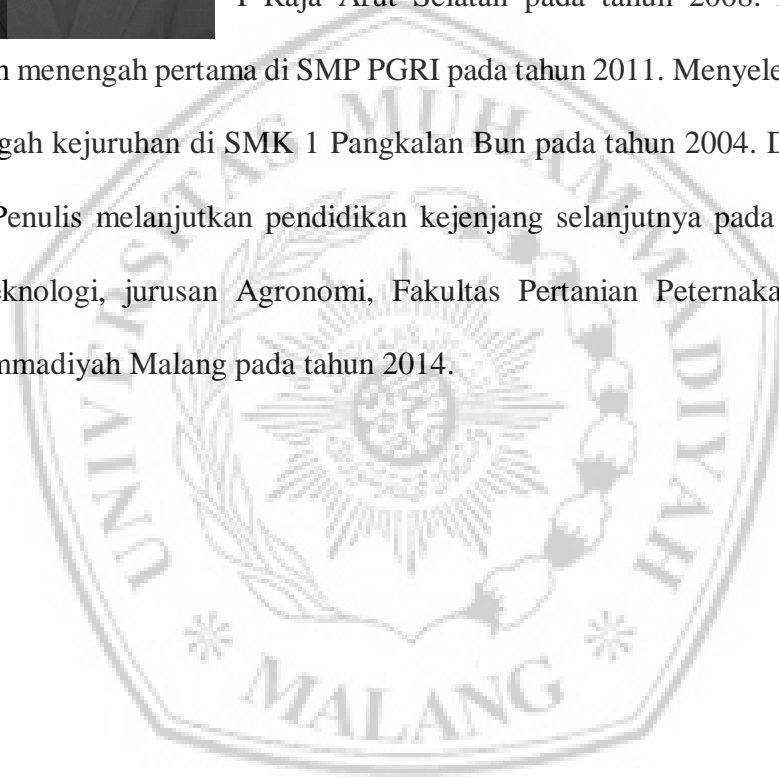 1 Raja Arut Selatan pada tahun 2008.
menengah pertama di SMP PGRI pada tahun 2011. Menyele
gah kejuruhan di SMK 1 Pangkalan Bun pada tahun 2004. D
Penulis melanjutkan pendidikan kejenjang selanjutnya pada
eknologi, jurusan Agronomi, Fakultas Pertanian Peternaka
mmadiyah Malang pada tahun 2014.
UNIVERSITAS MUHAMMADIYAH
MALANG